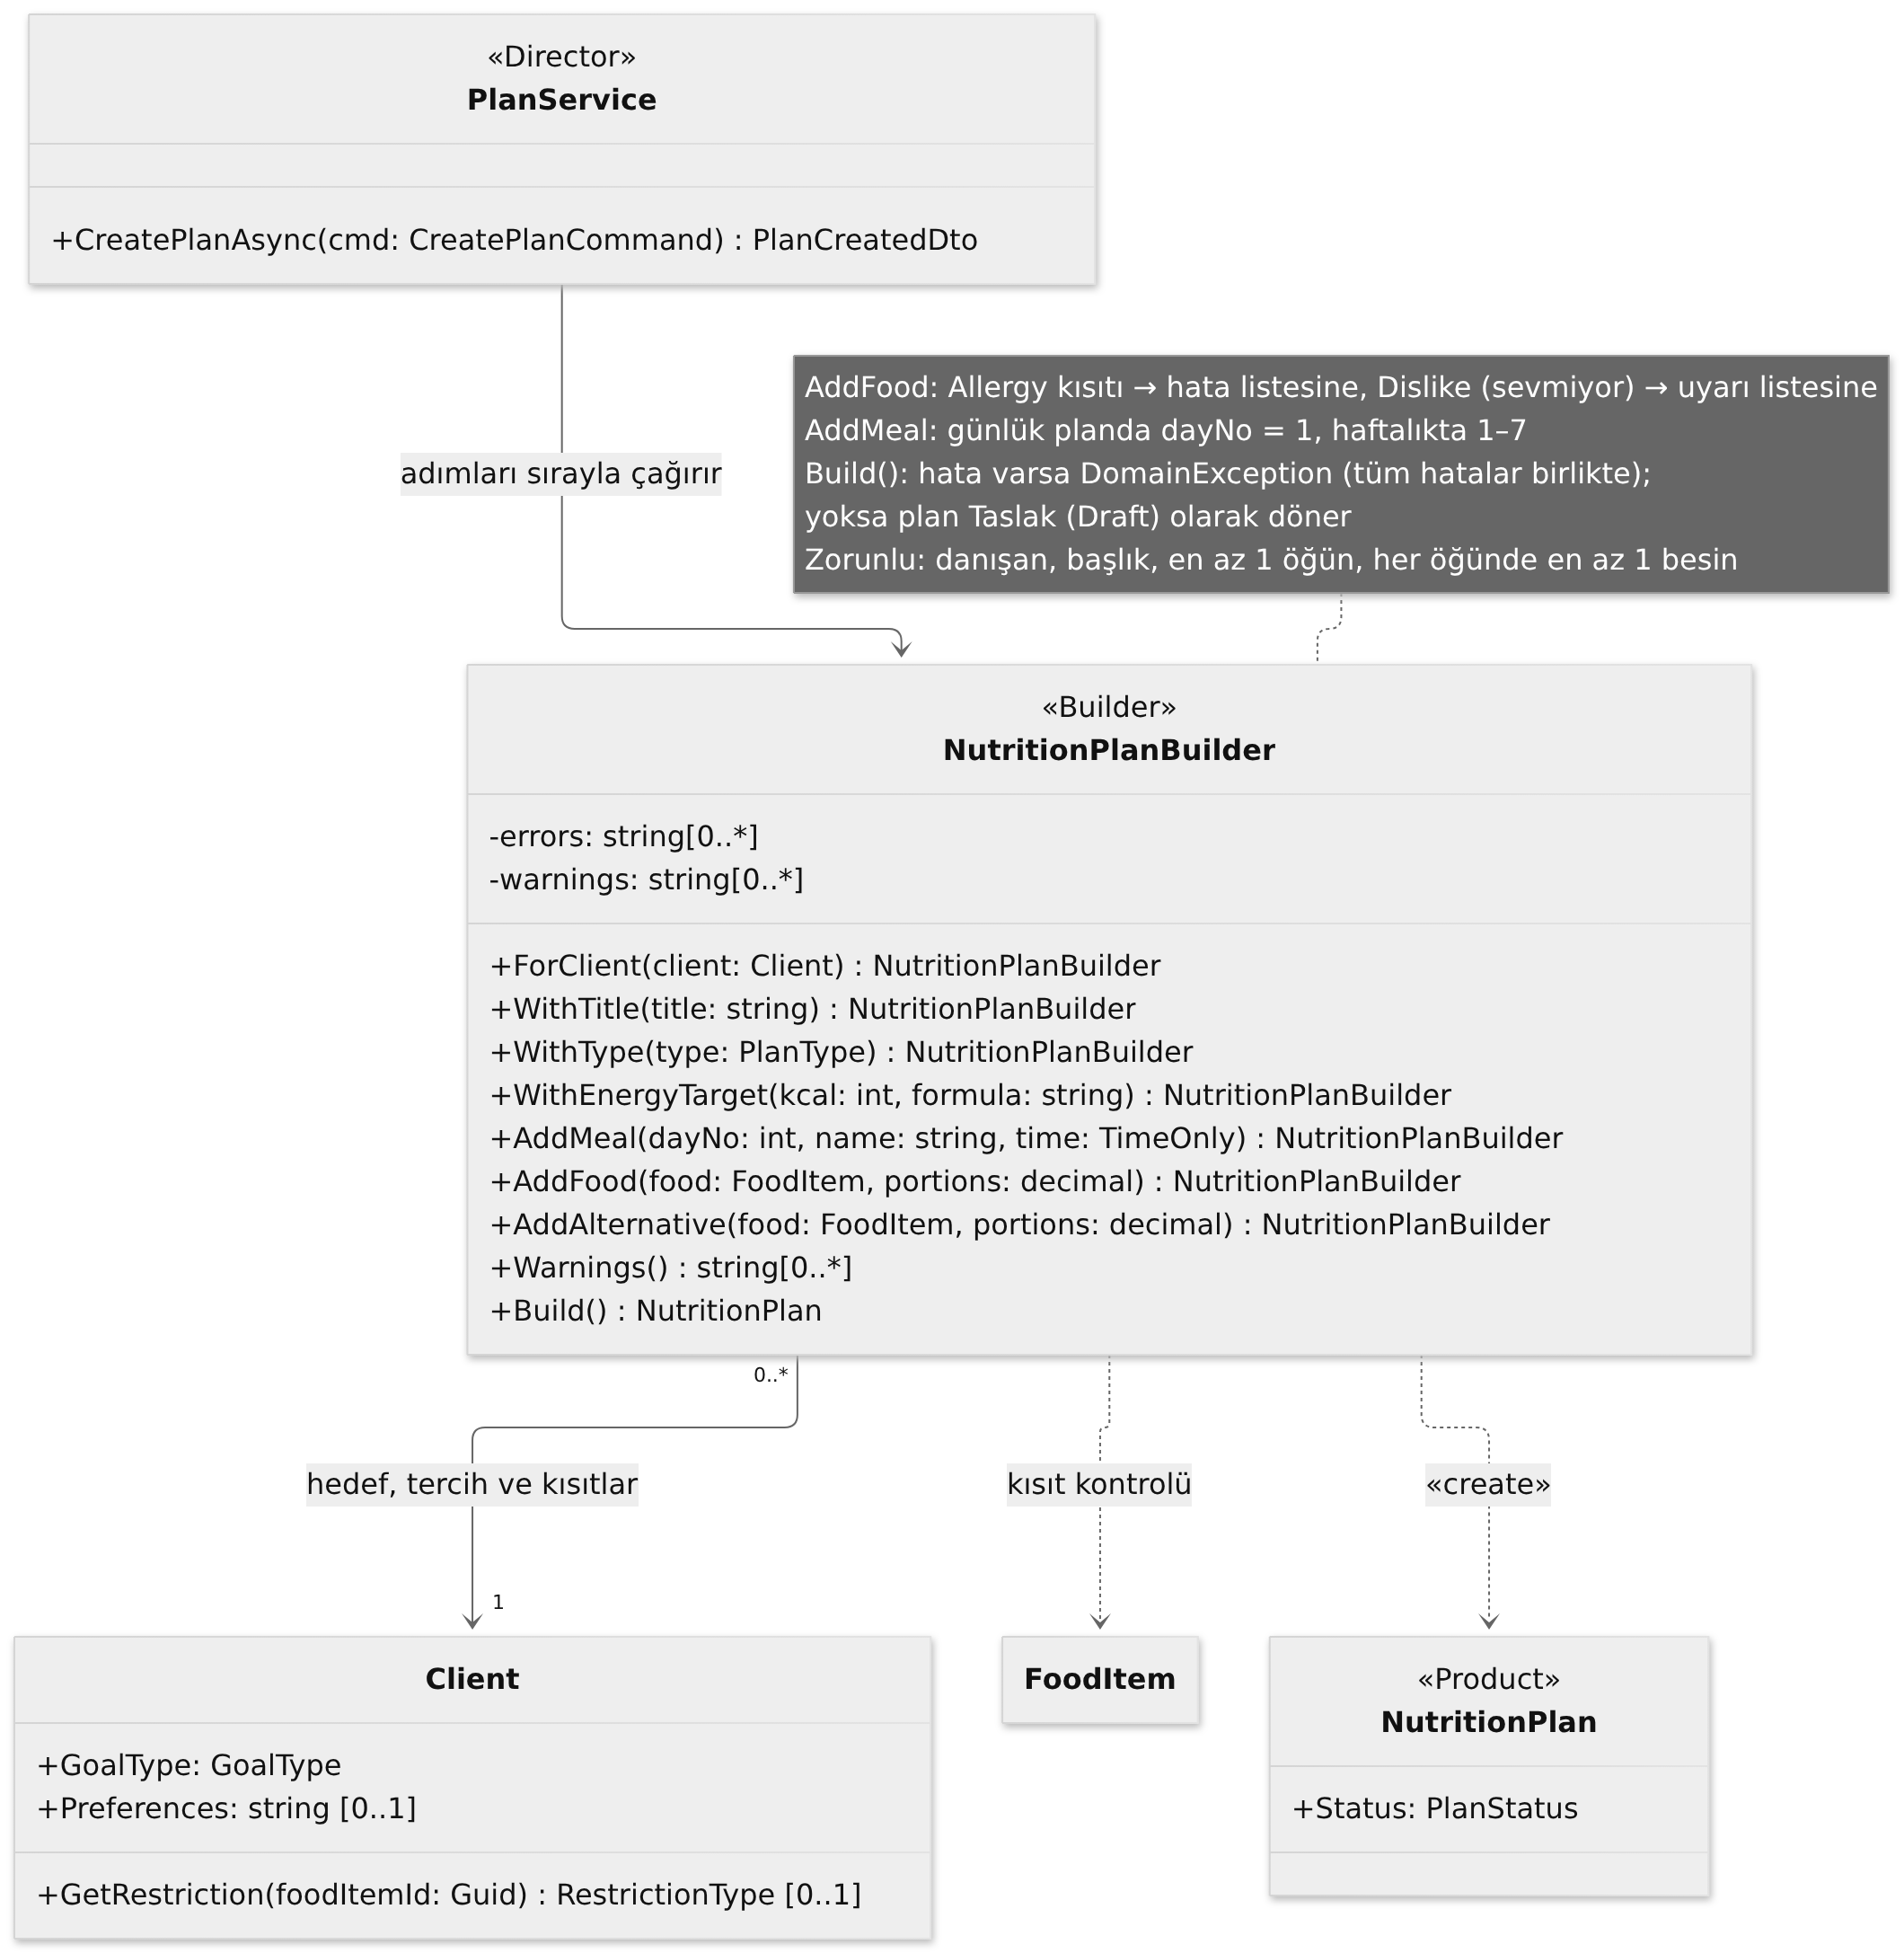 «Director»
PlanService
+CreatePlanAsync(cmd: CreatePlanCommand) : PlanCreatedDto
adımları sırayla çağırır
AddFood: Allergy kısıtı → hata listesine, Dislike (sevmiyor) → uyarı listesine
AddMeal: günlük planda dayNo = 1, haftalıkta 1–7
Build(): hata varsa DomainException (tüm hatalar birlikte);
yoksa plan Taslak (Draft) olarak döner
Zorunlu: danışan, başlık, en az 1 öğün, her öğünde en az 1 besin
«Builder»
NutritionPlanBuilder
-errors: string[0..*]
-warnings: string[0..*]
+ForClient(client: Client) : NutritionPlanBuilder
+WithTitle(title: string) : NutritionPlanBuilder
+WithType(type: PlanType) : NutritionPlanBuilder
+WithEnergyTarget(kcal: int, formula: string) : NutritionPlanBuilder
+AddMeal(dayNo: int, name: string, time: TimeOnly) : NutritionPlanBuilder
+AddFood(food: FoodItem, portions: decimal) : NutritionPlanBuilder
+AddAlternative(food: FoodItem, portions: decimal) : NutritionPlanBuilder
+Warnings() : string[0..*]
+Build() : NutritionPlan
0..*
hedef, tercih ve kısıtlar
kısıt kontrolü
«create»
1
Client
+GoalType: GoalType
+Preferences: string [0..1]
+GetRestriction(foodItemId: Guid) : RestrictionType [0..1]
FoodItem
«Product»
NutritionPlan
+Status: PlanStatus